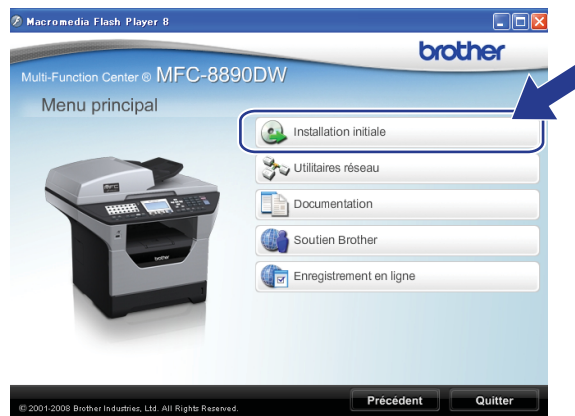 Macromedia Flash Player 8
brother
Multi-Function Center ® MFC-8890DW
Menu principal
Installation initiale
Utilitaires réseau
Documentation
Soutien Brother
Enregistrement en ligne
brother
Précédent
Quitter
© 2001-2008 Brother Industries, Ltd. All Rights Reserved.